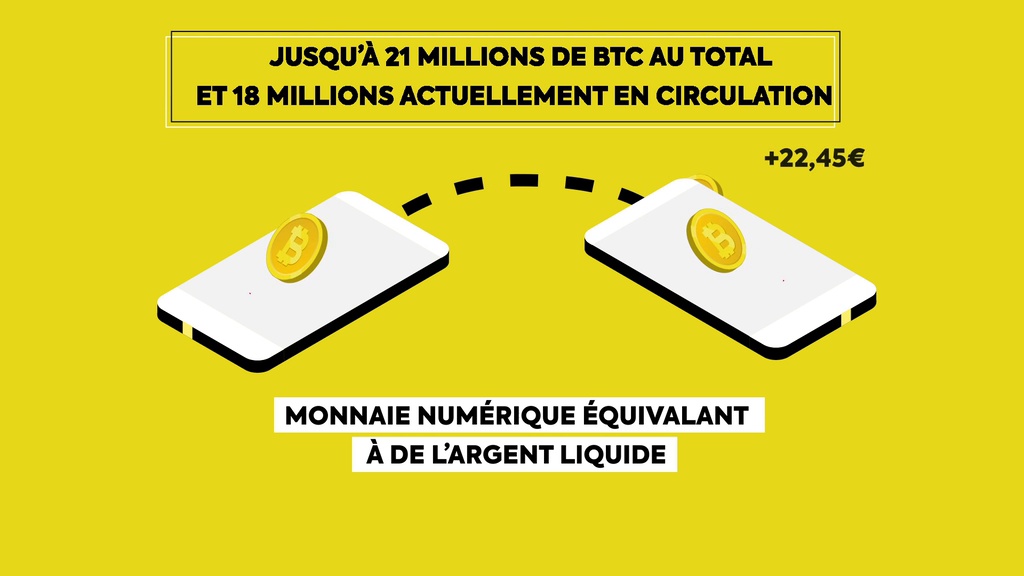 JUSQU'À 21 MILLIONS DE BTC AU TOTAL
ET 18 MILLIONS ACTUELLEMENT EN CIRCULATION
+22,45€
MONNAIE NUMÉRIQUE ÉQUIVALANT
À DE L'ARGENT LIQUIDE